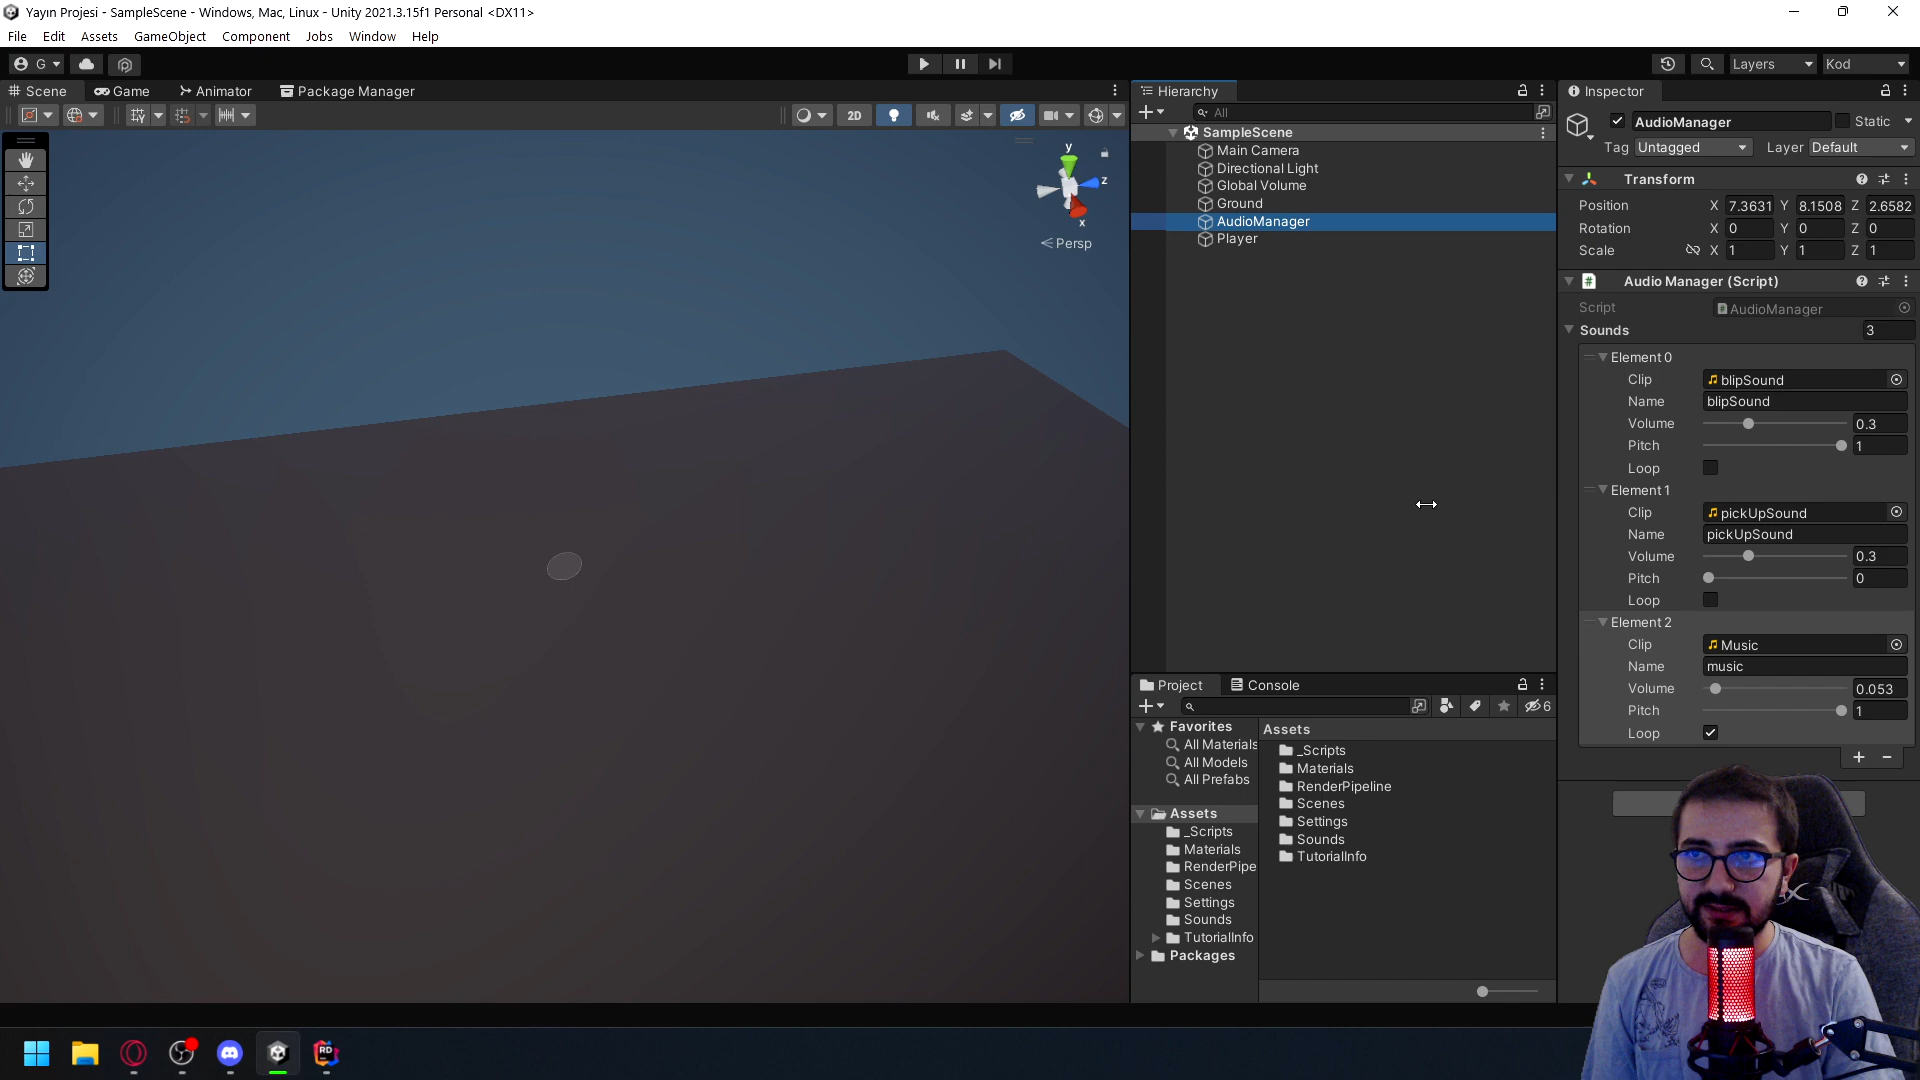 Yayın Projesi - SampleScene - Windows, Mac, Linux - Unity 2021.3.15f1 Personal <DX11>
File Edit Assets GameObject Component Jobs Window Help
G
Layers Kod
Scene Game Animator Package Manager
2D
y
z
x
Persp
Hierarchy
All
SampleScene
Main Camera
Directional Light
Global Volume
Ground
AudioManager
Player
Project Console
6
Favorites
All Materials
All Models
All Prefabs
Assets
_Scripts
Materials
RenderPipe
Scenes
Settings
Sounds
TutorialInfo
Packages
Assets
_Scripts
Materials
RenderPipeline
Scenes
Settings
Sounds
TutorialInfo
Inspector
AudioManager Static
Tag Untagged Layer Default
Transform
Position X 7.3631 Y 8.1508 Z 2.6582
Rotation X 0 Y 0 Z 0
Scale X 1 Y 1 Z 1
Audio Manager (Script)
Script AudioManager
Sounds 3
Element 0
Clip blipSound
Name blipSound
Volume 0.3
Pitch 1
Loop
Element 1
Clip pickUpSound
Name pickUpSound
Volume 0.3
Pitch 0
Loop
Element 2
Clip Music
Name music
Volume 0.053
Pitch 1
Loop
RD